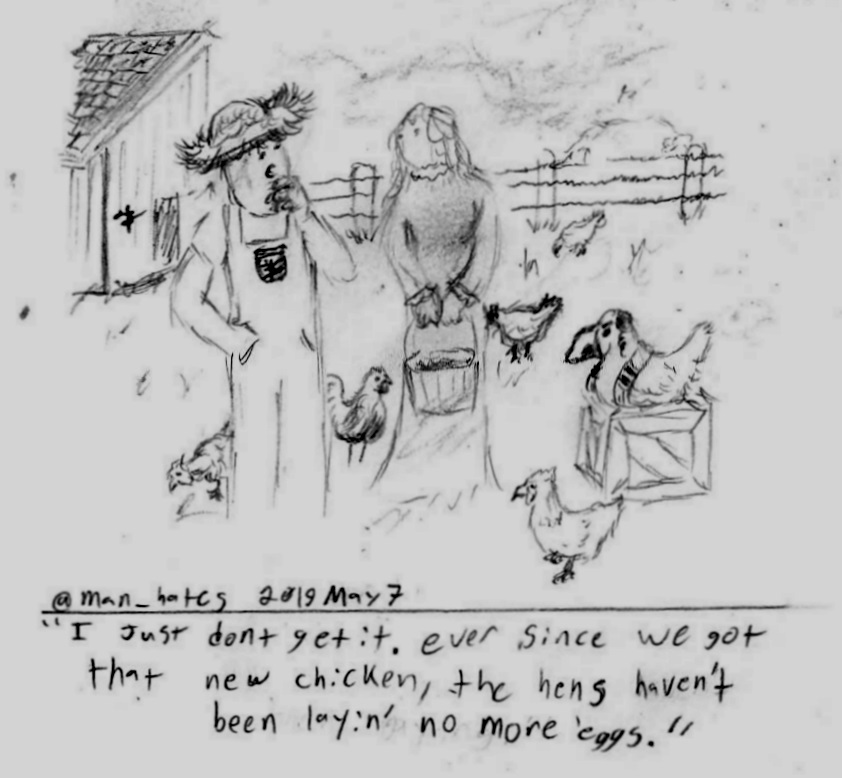 @man_hates 2019 May 7
"I Just dont get it. ever since we got
that new chicken, the hens haven't
been layin' no more eggs."